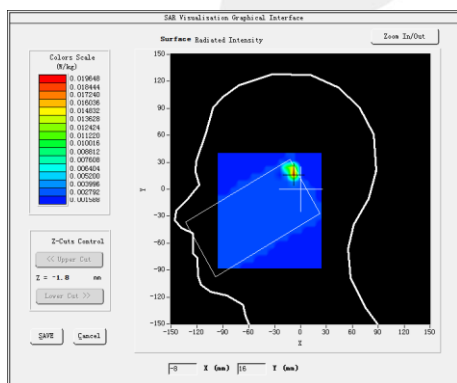 SAR Visualisation Graphical Interface
Surface Radiated Intensity
Zoom In/Out
Colors Scale
(W/kg)
0.019648
0.018444
0.017240
0.016036
0.014832
0.013628
0.012424
0.011220
0.010016
0.008812
0.007608
0.006404
0.005200
0.003996
0.002792
0.001588
Z-Cuts Control
<< Upper Cut
Z = -1.8 mm
Lower Cut >>
SAVE Cancel
150
120
90
60
30
0
-30
-60
-90
-120
-150
Y
-150 -120 -90 -60 -30 0 30 60 90 120 150
X
-8 X (mm) 16 Y (mm)